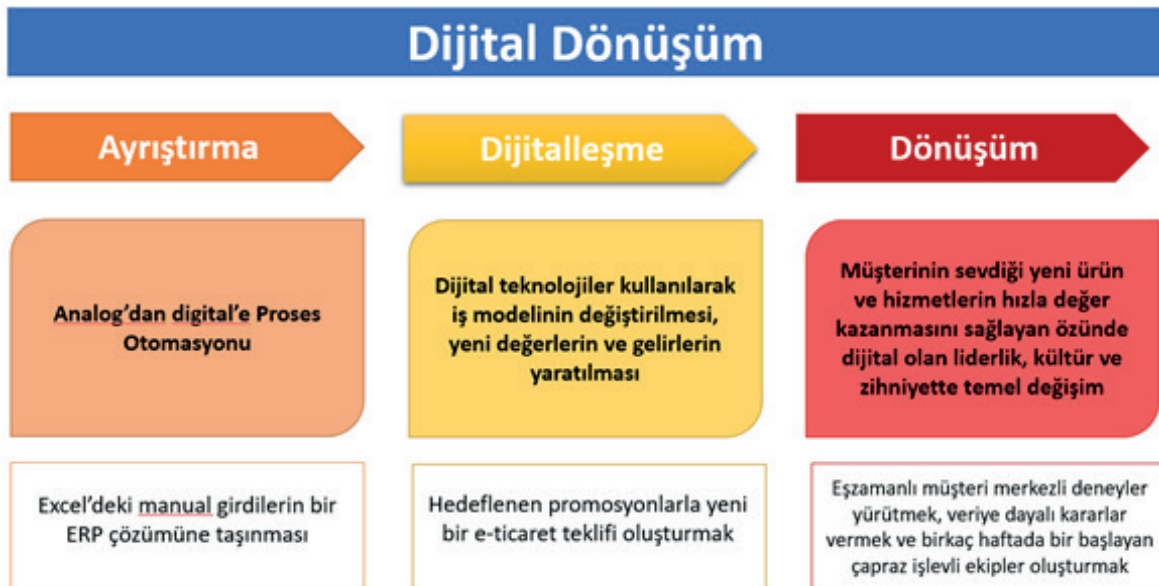 Dijital Dönüşüm
Ayrıştırma
Dijitalleşme
Dönüşüm
Analog'dan digital'e Proses
Otomasyonu
Dijital teknolojiler kullanılarak
iş modelinin değiştirilmesi,
yeni değerlerin ve gelirlerin
yaratılması
Müşterinin sevdiği yeni ürün
ve hizmetlerin hızla değer
kazanmasını sağlayan özünde
dijital olan liderlik, kültür ve
zihniyette temel değişim
Excel'deki manual girdilerin bir
ERP çözümüne taşınması
Hedeflenen promosyonlarla yeni
bir e-ticaret teklifi oluşturmak
Eşzamanlı müşteri merkezli deneyler
yürütmek, veriye dayalı kararlar
vermek ve birkaç haftada bir başlayan
çapraz işlevli ekipler oluşturmak